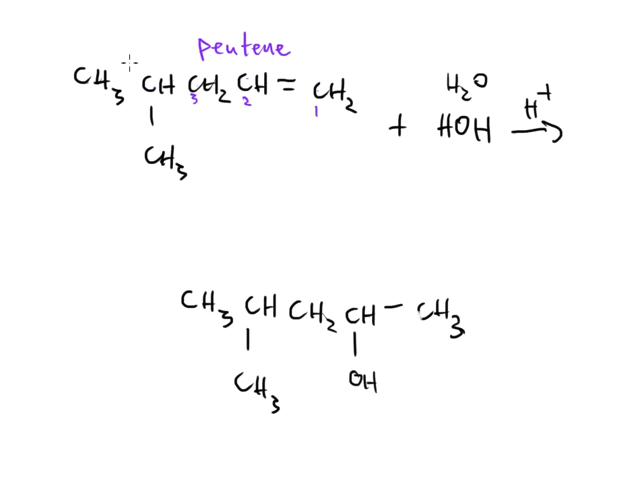 pentene
CH3 CH CH2 CH = CH2
3 2 1
CH3
H2O
+ HOH H+ →
CH3 CH CH2 CH – CH3
CH3 OH